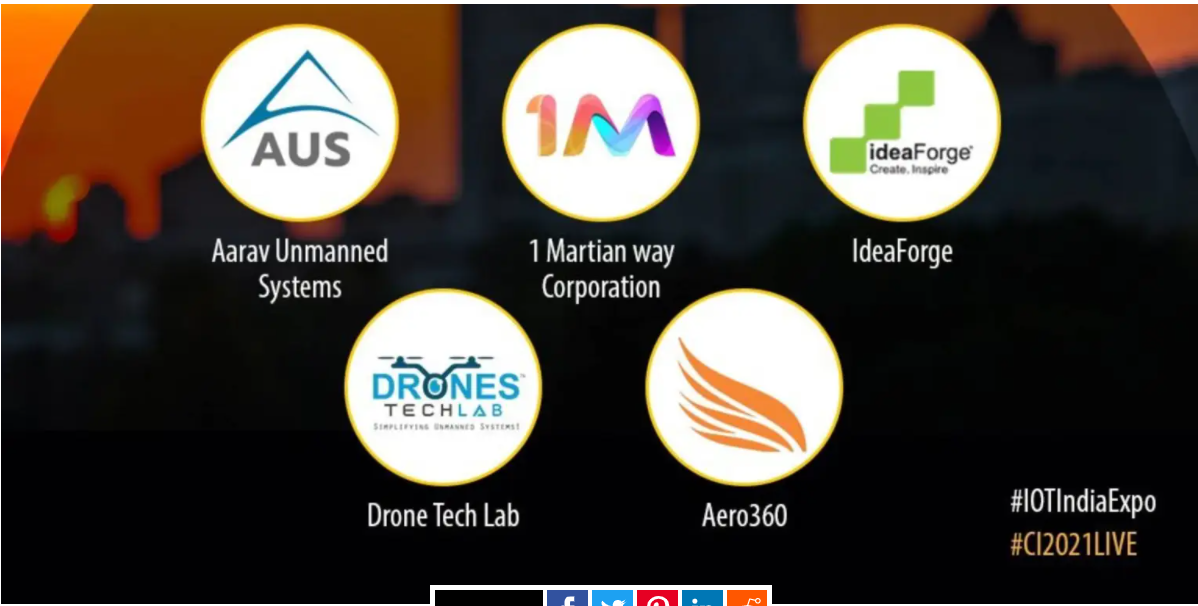 AUS
1M
ideaForge
Create. Inspire
Aarav Unmanned
Systems
1 Martian way
Corporation
IdeaForge
DRONES™
TECHLAB
SIMPLIFYING UNMANNED SYSTEMS!
Drone Tech Lab
Aero360
#IOTIndiaExpo
#CI2021LIVE